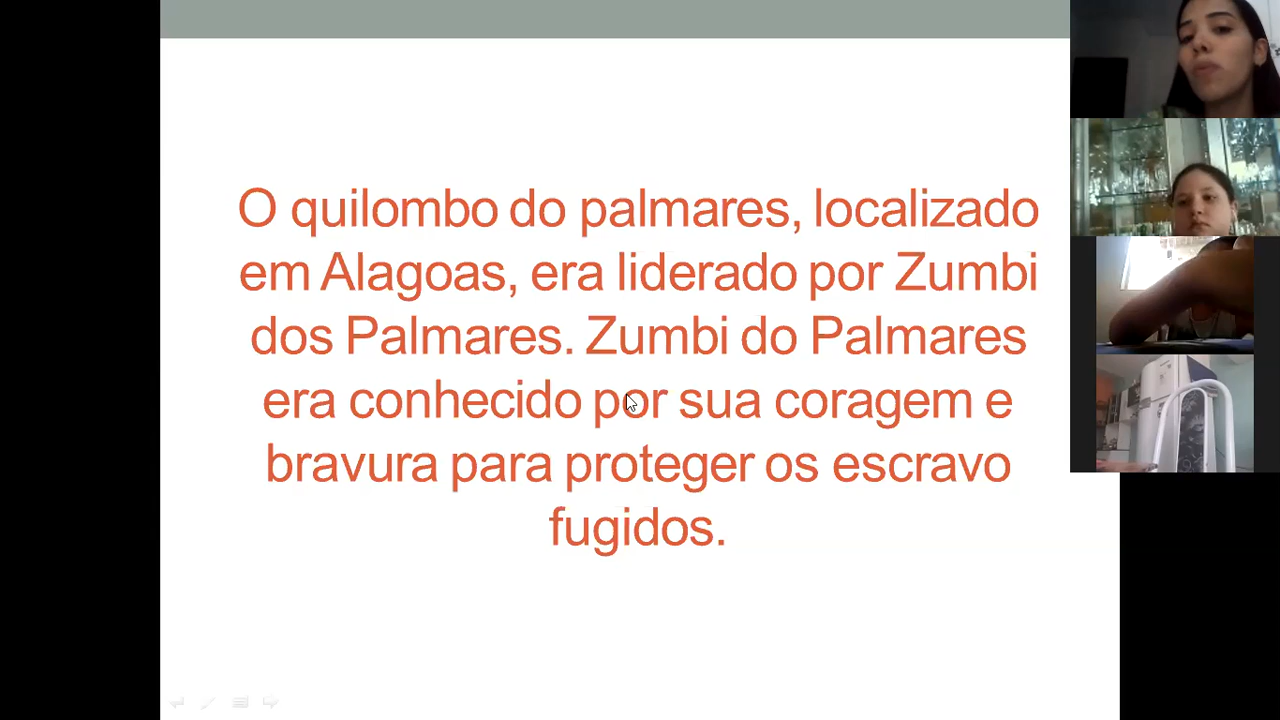 O quilombo do palmares, localizado
em Alagoas, era liderado por Zumbi
dos Palmares. Zumbi do Palmares
era conhecido por sua coragem e
bravura para proteger os escravo
fugidos.